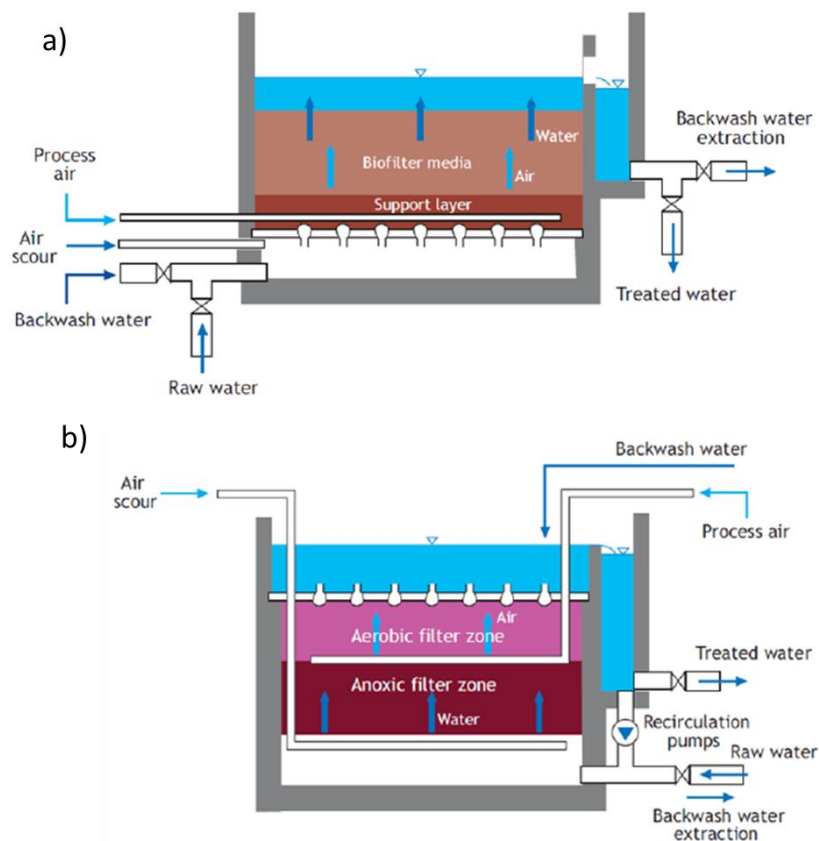 a)
Process
air
Air
scour
Backwash water
Raw water
Water
Biofilter media
Air
Support layer
Backwash water
extraction
Treated water
b)
Air
scour
Backwash water
Process air
Air
Aerobic filter zone
Anoxic filter zone
Water
Treated water
Recirculation
pumps
Raw water
Backwash water
extraction